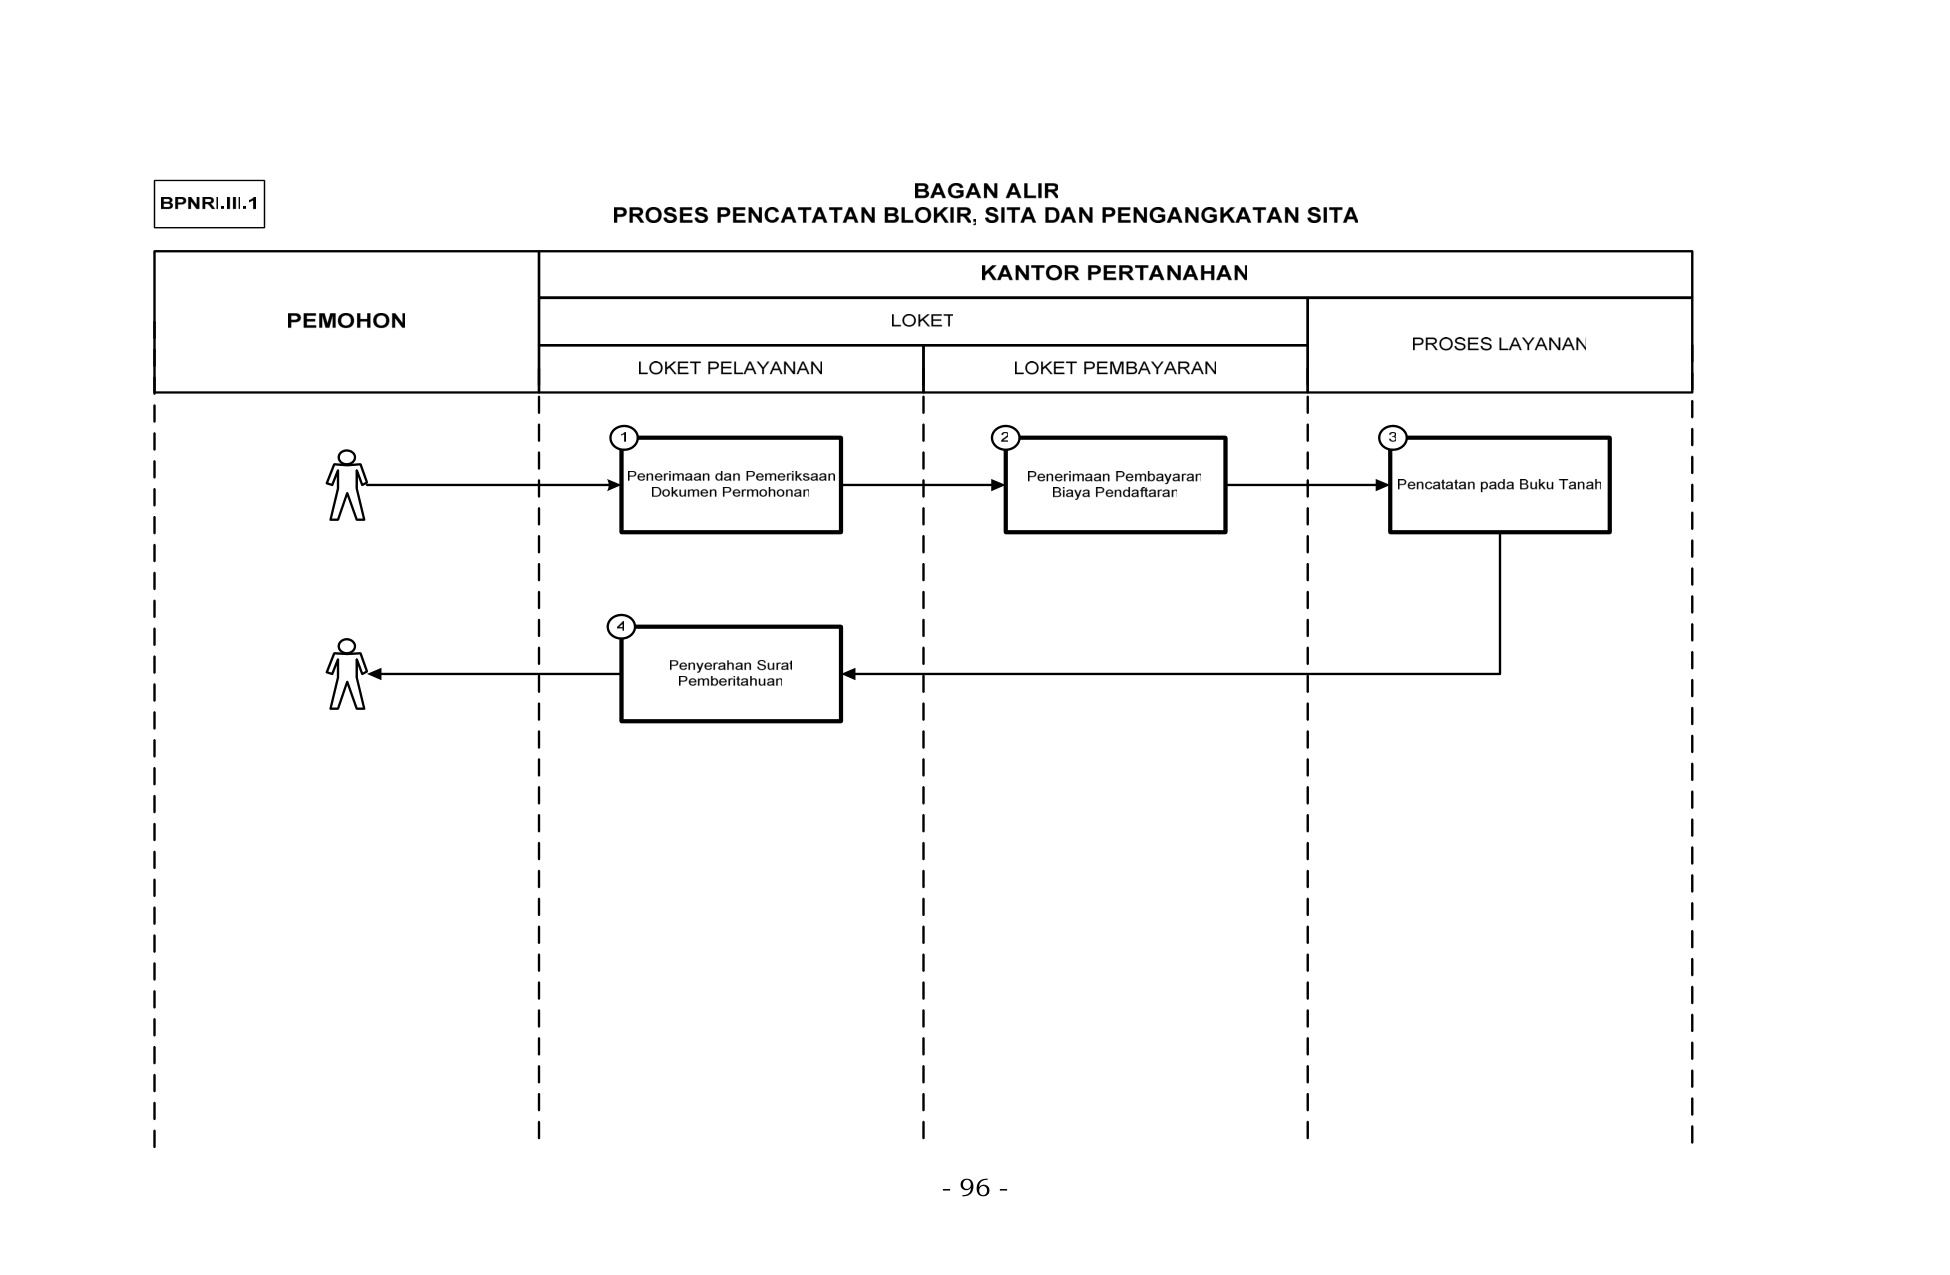 BPNRI.III.1
BAGAN ALIR
PROSES PENCATATAN BLOKIR, SITA DAN PENGANGKATAN SITA
PEMOHON
KANTOR PERTANAHAN
LOKET
PROSES LAYANAN
LOKET PELAYANAN
LOKET PEMBAYARAN
1
Penerimaan dan Pemeriksaan
Dokumen Permohonan
2
Penerimaan Pembayaran
Biaya Pendaftaran
3
Pencatatan pada Buku Tanah
4
Penyerahan Surat
Pemberitahuan
- 96 -